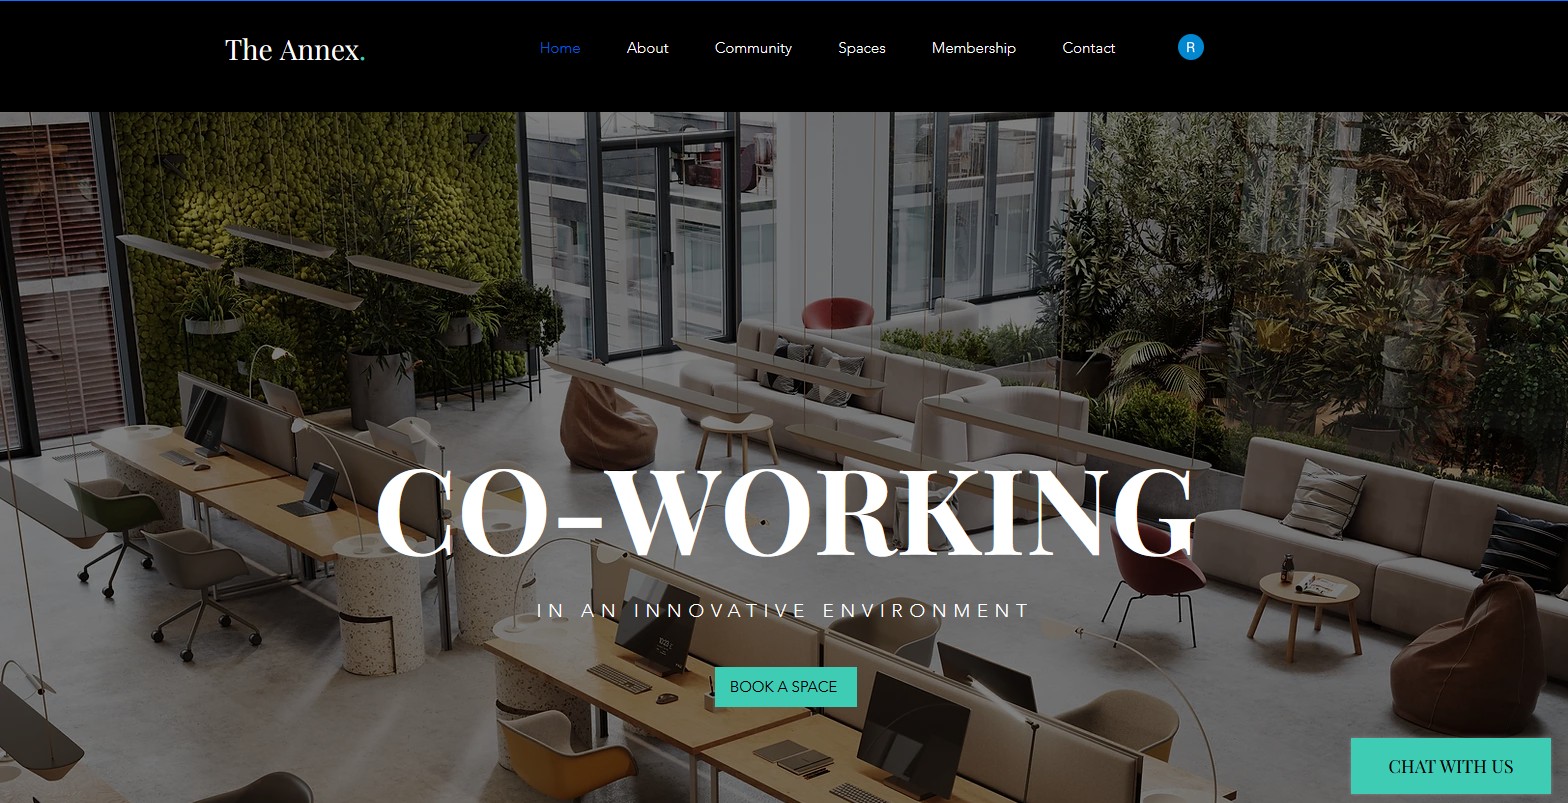 The Annex.
Home About Community Spaces Membership Contact R
CO-WORKING
IN AN INNOVATIVE ENVIRONMENT
BOOK A SPACE
CHAT WITH US